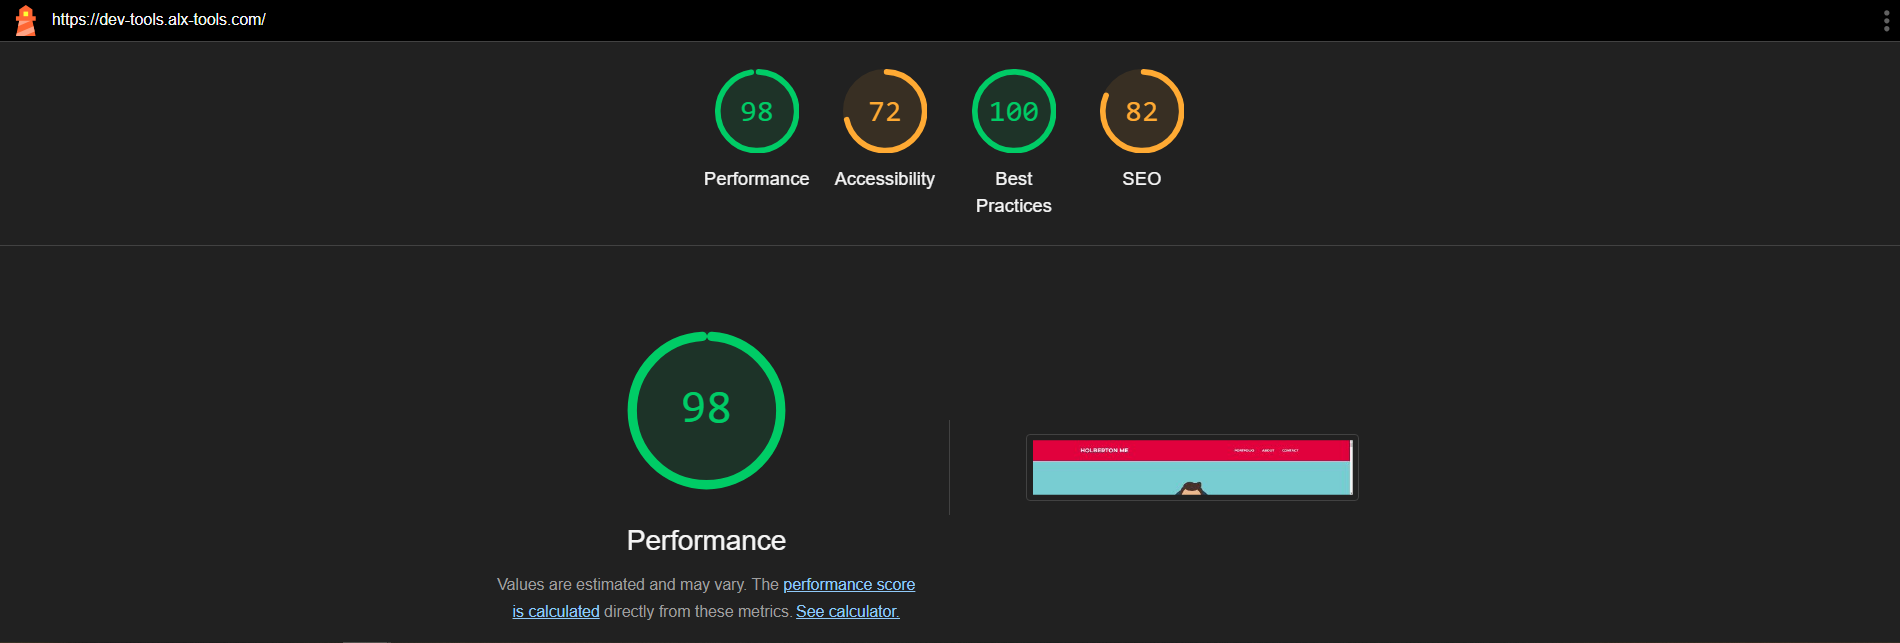 https://dev-tools.alx-tools.com/
98
72
100
82
Performance
Accessibility
Best
Practices
SEO
98
HOLBERTON ME
PORTFOLIO ABOUT CONTACT
Performance
Values are estimated and may vary. The performance score
is calculated directly from these metrics. See calculator.